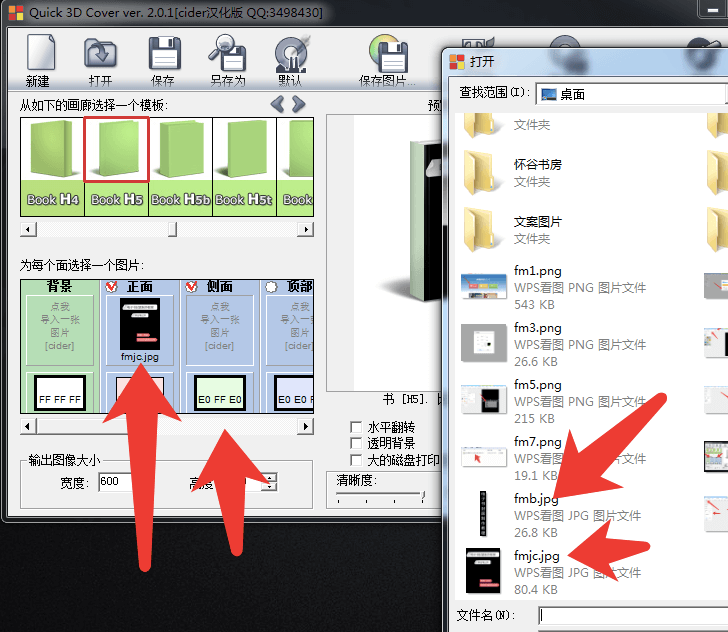 Quick 3D Cover ver. 2.0.1[cider汉化版 QQ:3498430]
新建 打开 保存 另存为 默认 保存图片...
从如下的画廊选择一个模板:
Book H4 Book H5 Book H5b Book H5t Book
为每个面选择一个图片:
背景 正面 侧面 顶部
点我
导入一张
图片
[cider]
fmjc.jpg
点我
导入一张
图片
[cider]
点我
导入一张
图片
[cider]
FF FF FF
E0 FF E0
E0 E0 F
输出图像大小
宽度: 600
高度
预
书 [H5].
水平翻转
透明背景
大的磁盘打印
清晰度:
打开
查找范围(I): 桌面
文件夹
怀谷书房
文件夹
文案图片
文件夹
fm1.png
WPS看图 PNG 图片文件
543 KB
fm3.png
WPS看图 PNG 图片文件
26.6 KB
fm5.png
WPS看图 PNG 图片文件
215 KB
fm7.png
WPS看图 PNG 图片文件
19.1 KB
fmb.jpg
WPS看图 JPG 图片文件
26.8 KB
fmjc.jpg
WPS看图 JPG 图片文件
80.4 KB
文件名(N):